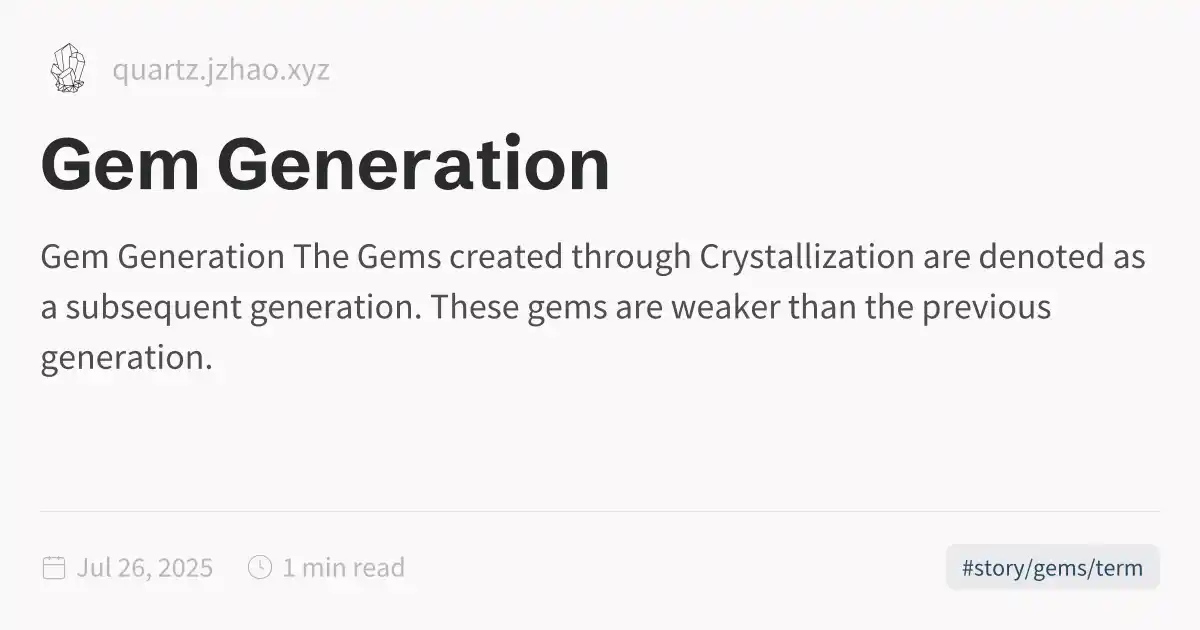 quartz.jzhao.xyz
Gem Generation
Gem Generation The Gems created through Crystallization are denoted as
a subsequent generation. These gems are weaker than the previous
generation.
Jul 26, 2025 1 min read #story/gems/term